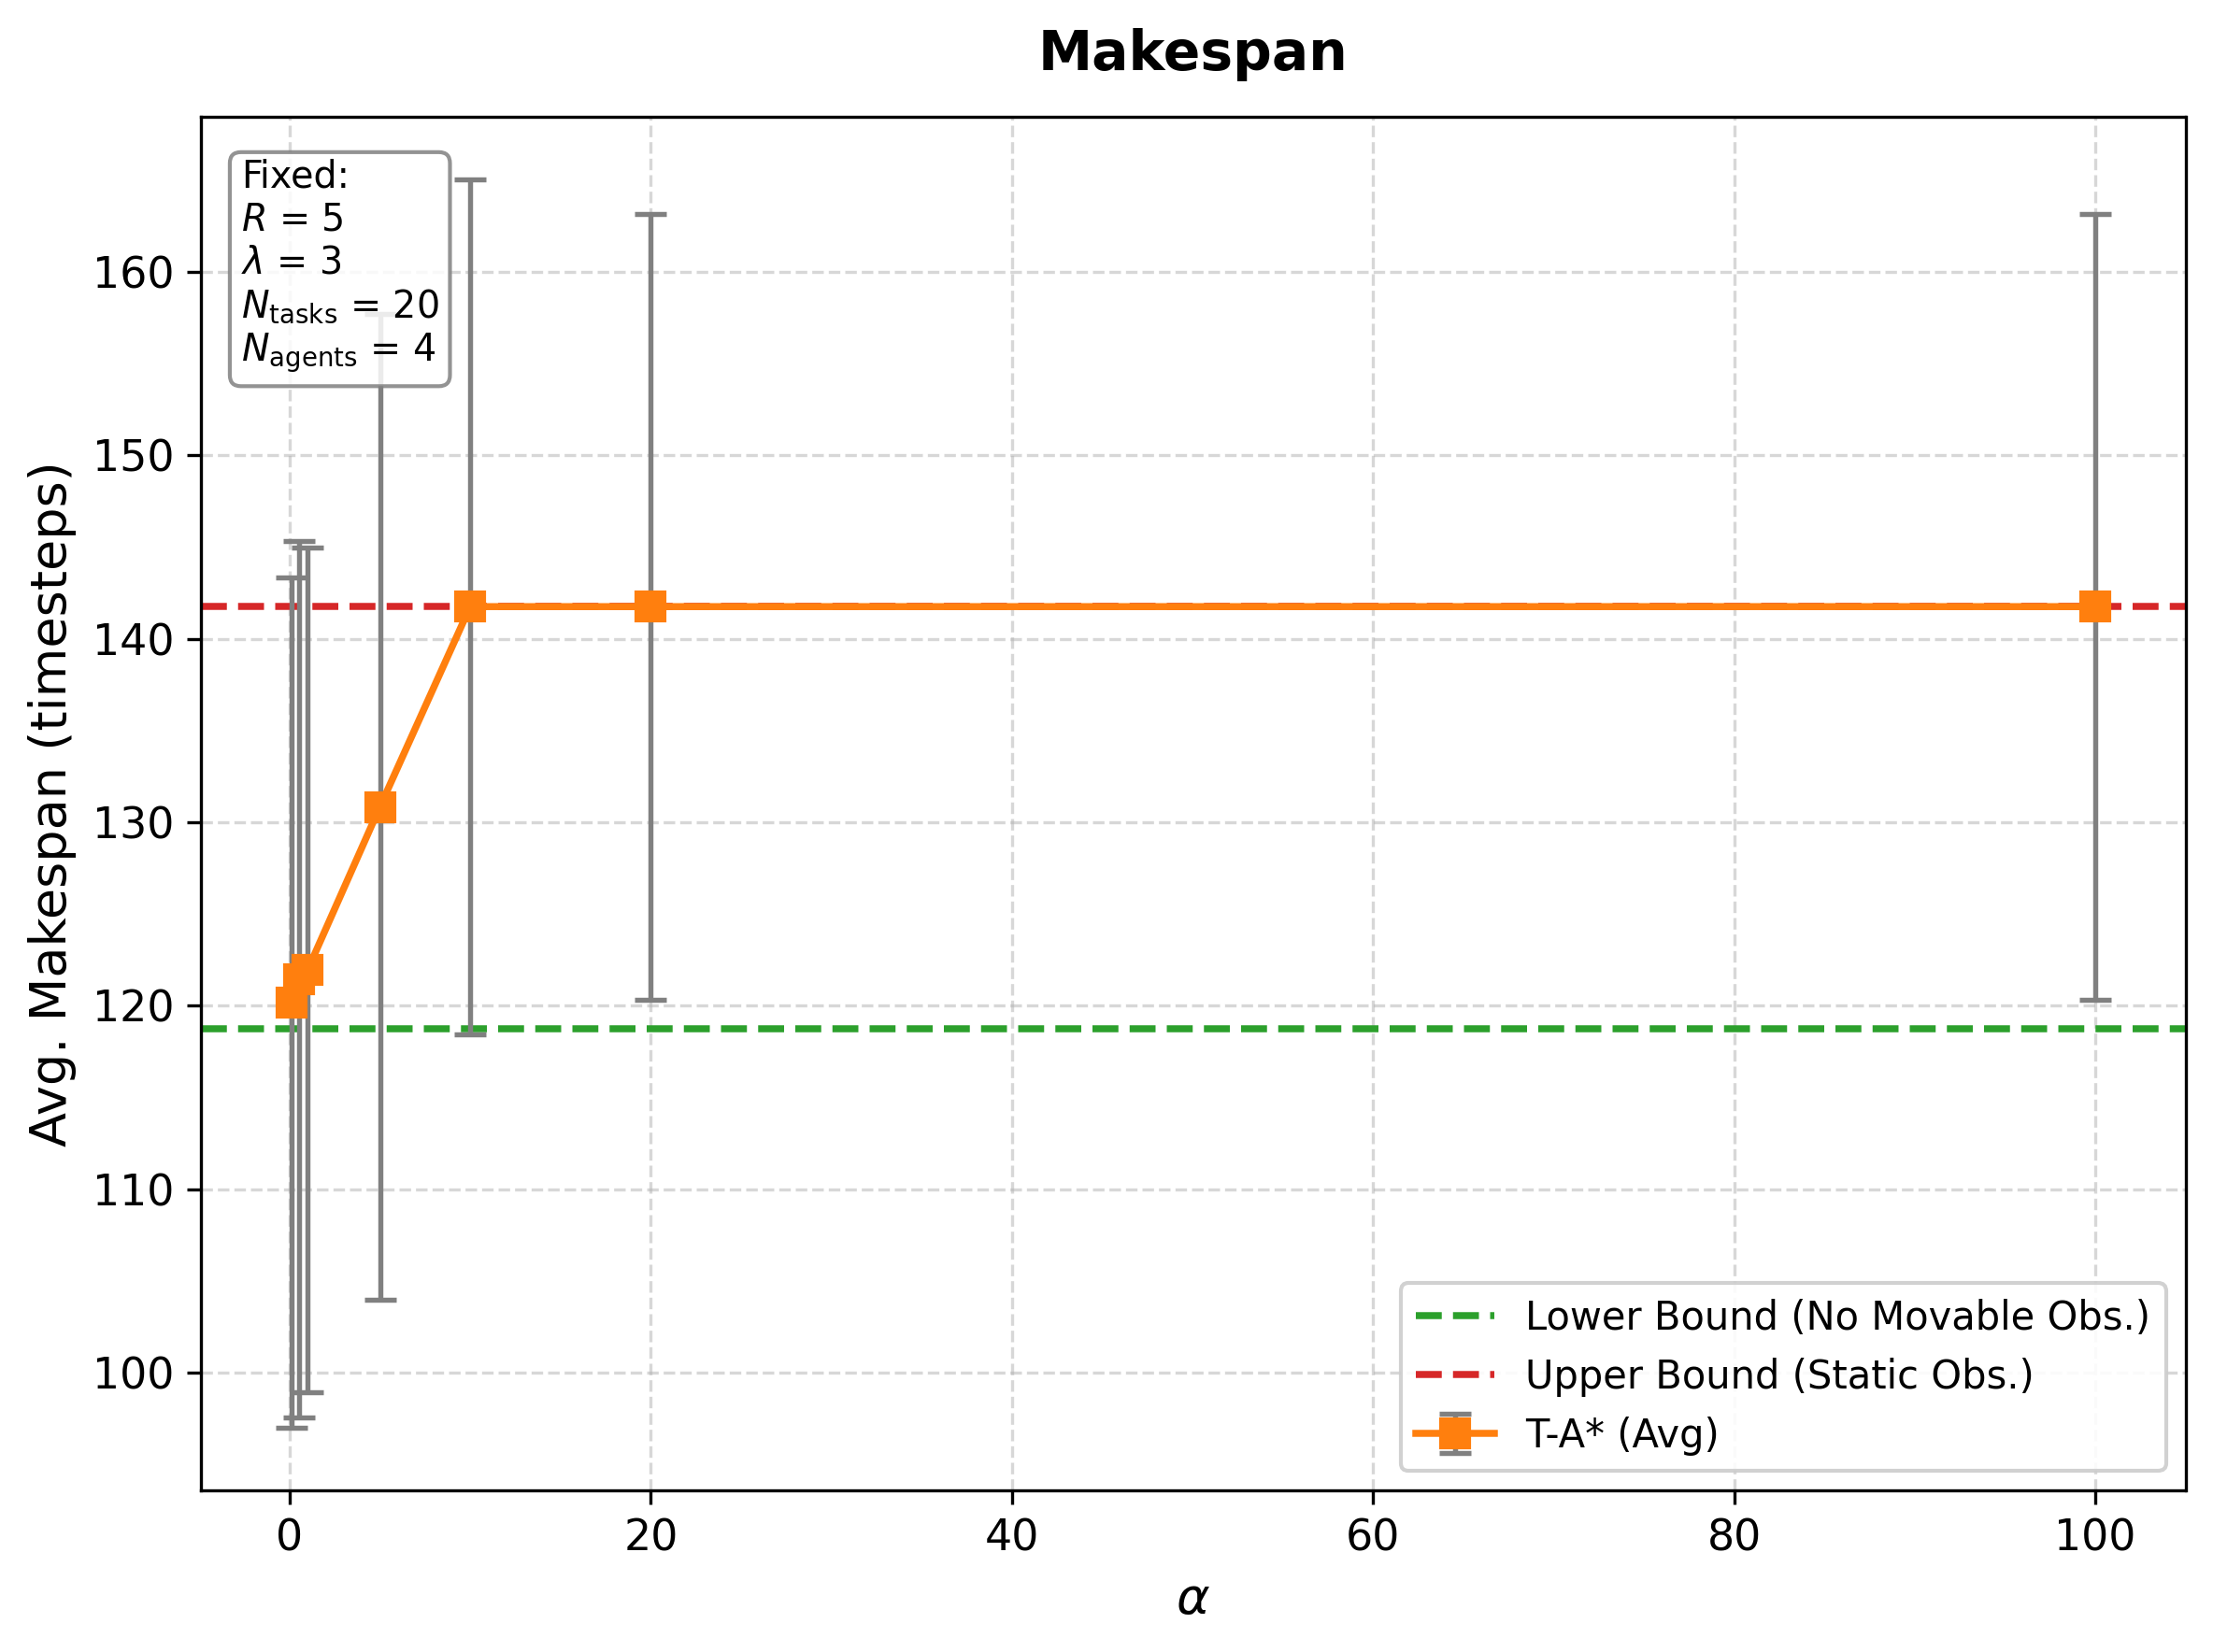 Makespan
Fixed:
R = 5
λ = 3
N_tasks = 20
N_agents = 4
Avg. Makespan (timesteps)
160
150
140
130
120
110
100
Lower Bound (No Movable Obs.)
Upper Bound (Static Obs.)
T-A* (Avg)
0 20 40 60 80 100
α